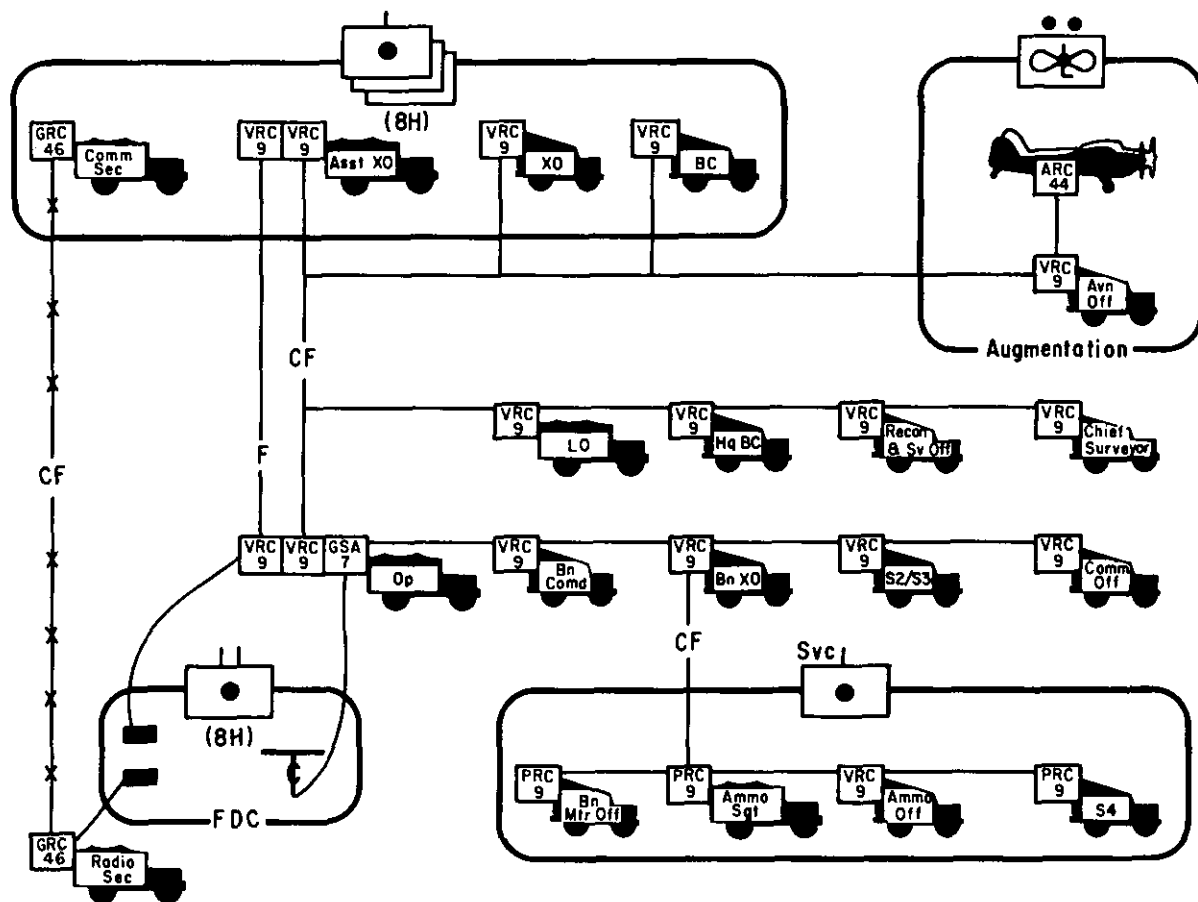 (8H)
GRC
46
Comm
Sec
VRC
9
VRC
9
Asst XO
VRC
9
XO
VRC
9
BC
ARC
44
VRC
9
Avn
Off
Augmentation
CF
VRC
9
LO
VRC
9
Hq BC
VRC
9
Recon
& Sv Off
VRC
9
Chief
Surveyor
F
CF
VRC
9
VRC
9
GSA
7
Op
VRC
9
Bn
Comd
VRC
9
Bn XO
VRC
9
S2/S3
VRC
9
Comm
Off
CF
Svc
(8H)
FDC
PRC
9
Bn
Mtr Off
PRC
9
Ammo
Sgt
VRC
9
Ammo
Off
PRC
9
S4
GRC
46
Radio
Sec